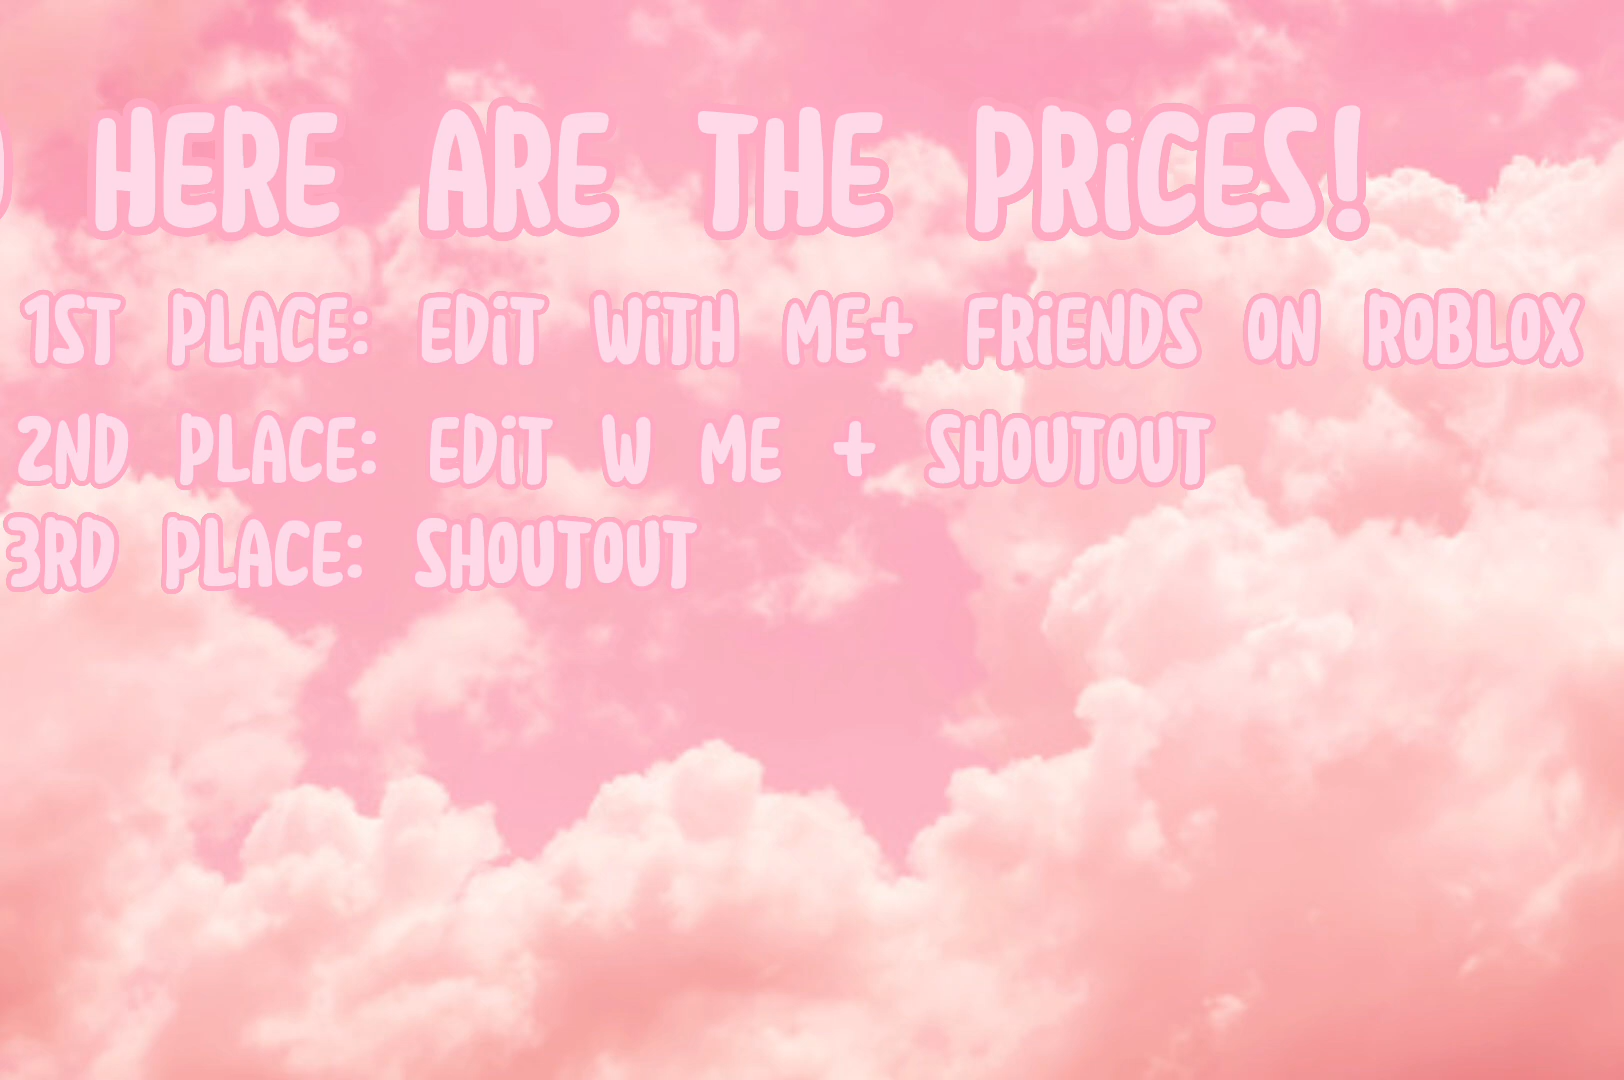 HERE ARE THE PRiCES!
1ST PLACE: EDiT WiTH ME+ FRiENDS ON ROBLOX
2ND PLACE: EDiT W ME + SHOUTOUT
3RD PLACE: SHOUTOUT